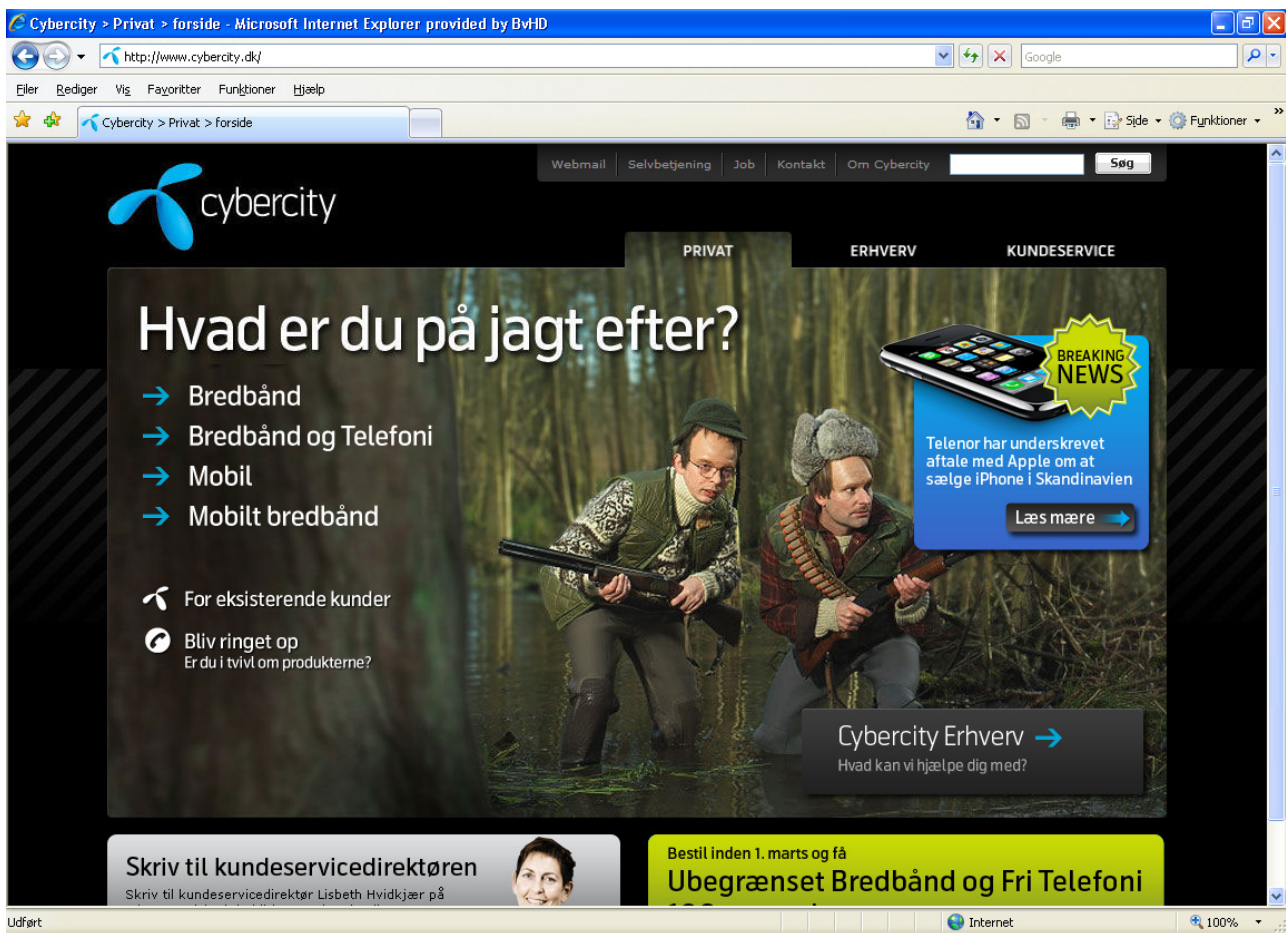 Cybercity > Privat > forside - Microsoft Internet Explorer provided by BvHD
http://www.cybercity.dk/
Google
Filer Rediger Vis Favoritter Funktioner Hjælp
Cybercity > Privat > forside
Side Funktioner »
Webmail Selvbetjening Job Kontakt Om Cybercity Søg
cybercity
PRIVAT ERHVERV KUNDESERVICE
Hvad er du på jagt efter?
Bredbånd
Bredbånd og Telefoni
Mobil
Mobilt bredbånd
For eksisterende kunder
Bliv ringet op
Er du i tvivl om produkterne?
BREAKING
NEWS
Telenor har underskrevet
aftale med Apple om at
sælge iPhone i Skandinavien
Læs mære
Cybercity Erhverv
Hvad kan vi hjælpe dig med?
Skriv til kundeservicedirektøren
Skriv til kundeservicedirektør Lisbeth Hvidkjær på
Bestil inden 1. marts og få
Ubegrænset Bredbånd og Fri Telefoni
Udført
Internet
100%